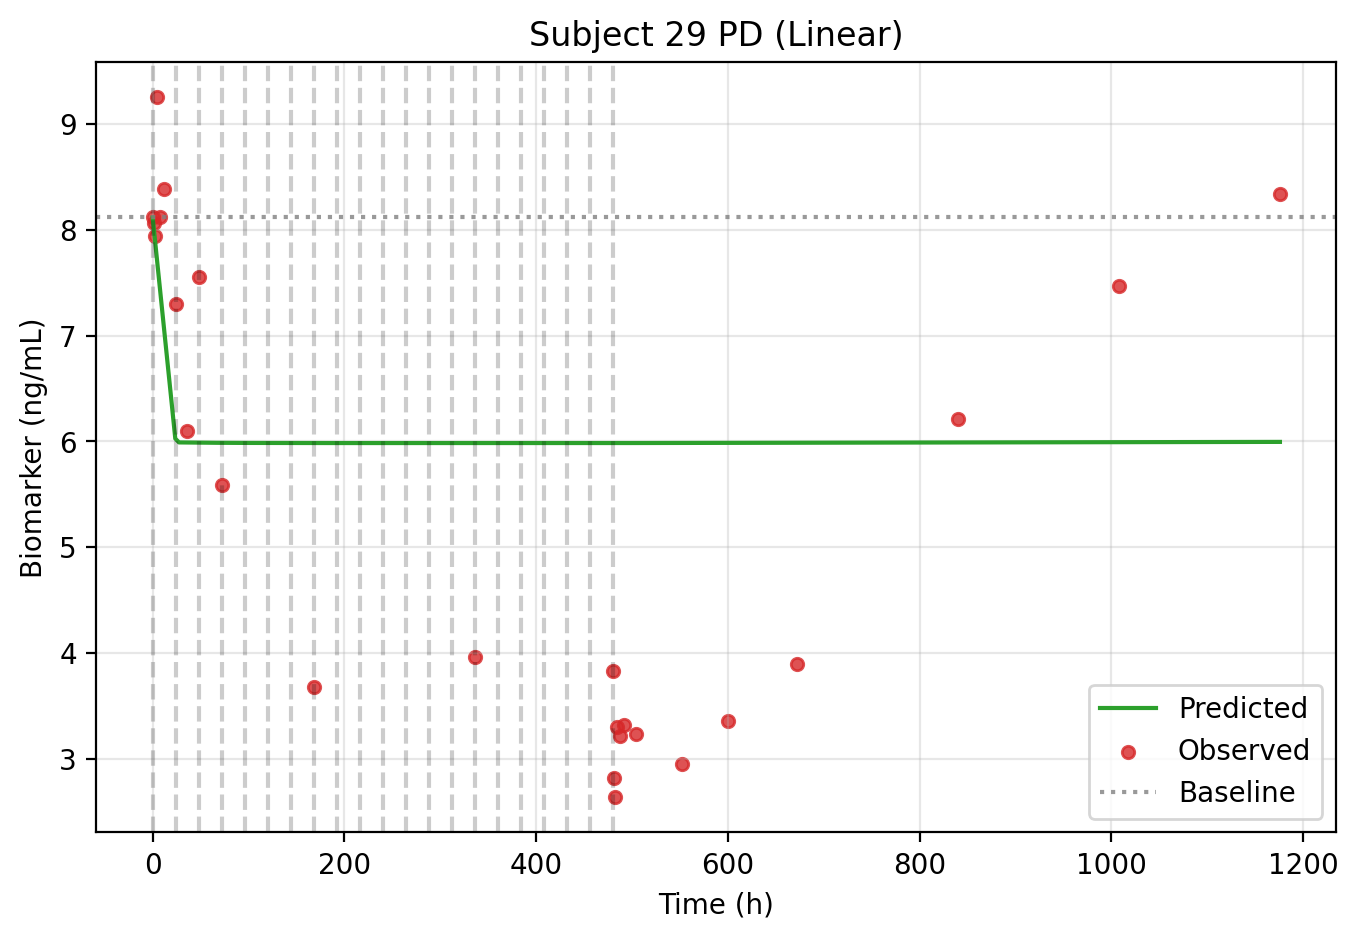 Subject 29 PD (Linear)
Biomarker (ng/mL)
9
8
7
6
5
4
3
Predicted
Observed
Baseline
0
200
400
600
800
1000
1200
Time (h)